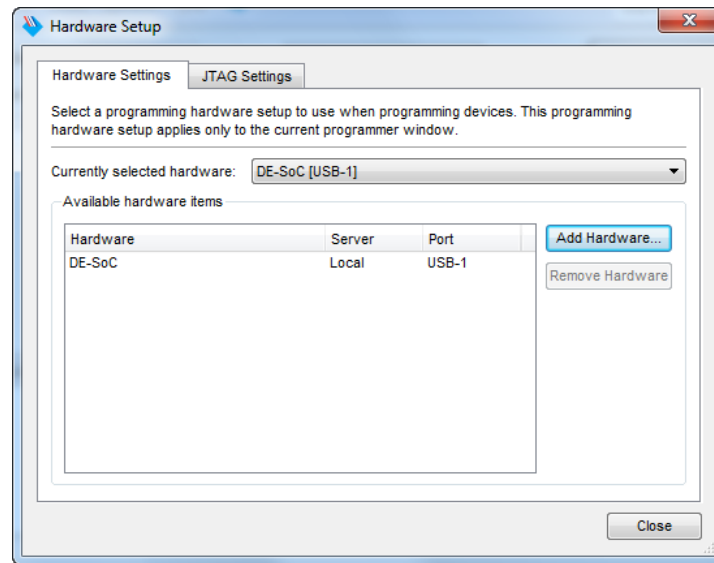 Hardware Setup
Hardware Settings
JTAG Settings
Select a programming hardware setup to use when programming devices. This programming
hardware setup applies only to the current programmer window.
Currently selected hardware:
DE-SoC [USB-1]
Available hardware items
Hardware Server Port
DE-SoC Local USB-1
Add Hardware...
Remove Hardware
Close